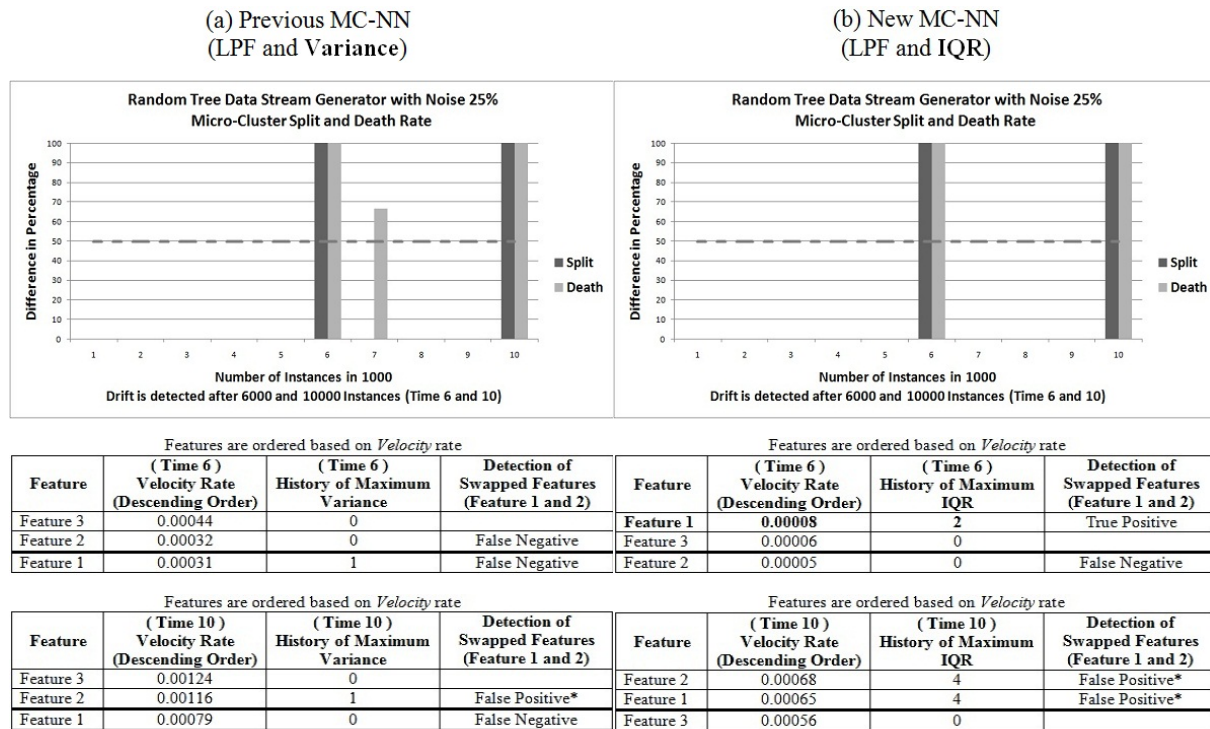 (a) Previous MC-NN
(LPF and Variance)
Random Tree Data Stream Generator with Noise 25%
Micro-Cluster Split and Death Rate
Difference in Percentage
100
90
80
70
60
50
40
30
20
10
0
1 2 3 4 5 6 7 8 9 10
Split
Death
Number of Instances in 1000
Drift is detected after 6000 and 10000 Instances (Time 6 and 10)
Features are ordered based on Velocity rate
Feature | ( Time 6 ) Velocity Rate (Descending Order) | ( Time 6 ) History of Maximum Variance | Detection of Swapped Features (Feature 1 and 2)
Feature 3 0.00044 0
Feature 2 0.00032 0 False Negative
Feature 1 0.00031 1 False Negative
Features are ordered based on Velocity rate
Feature | ( Time 10 ) Velocity Rate (Descending Order) | ( Time 10 ) History of Maximum Variance | Detection of Swapped Features (Feature 1 and 2)
Feature 3 0.00124 0
Feature 2 0.00116 1 False Positive*
Feature 1 0.00079 0 False Negative
(b) New MC-NN
(LPF and IQR)
Random Tree Data Stream Generator with Noise 25%
Micro-Cluster Split and Death Rate
Difference in Percentage
100
90
80
70
60
50
40
30
20
10
0
1 2 3 4 5 6 7 8 9 10
Split
Death
Number of Instances in 1000
Drift is detected after 6000 and 10000 Instances (Time 6 and 10)
Features are ordered based on Velocity rate
Feature | ( Time 6 ) Velocity Rate (Descending Order) | ( Time 6 ) History of Maximum IQR | Detection of Swapped Features (Feature 1 and 2)
Feature 1 0.00008 2 True Positive
Feature 3 0.00006 0
Feature 2 0.00005 0 False Negative
Features are ordered based on Velocity rate
Feature | ( Time 10 ) Velocity Rate (Descending Order) | ( Time 10 ) History of Maximum IQR | Detection of Swapped Features (Feature 1 and 2)
Feature 2 0.00068 4 False Positive*
Feature 1 0.00065 4 False Positive*
Feature 3 0.00056 0